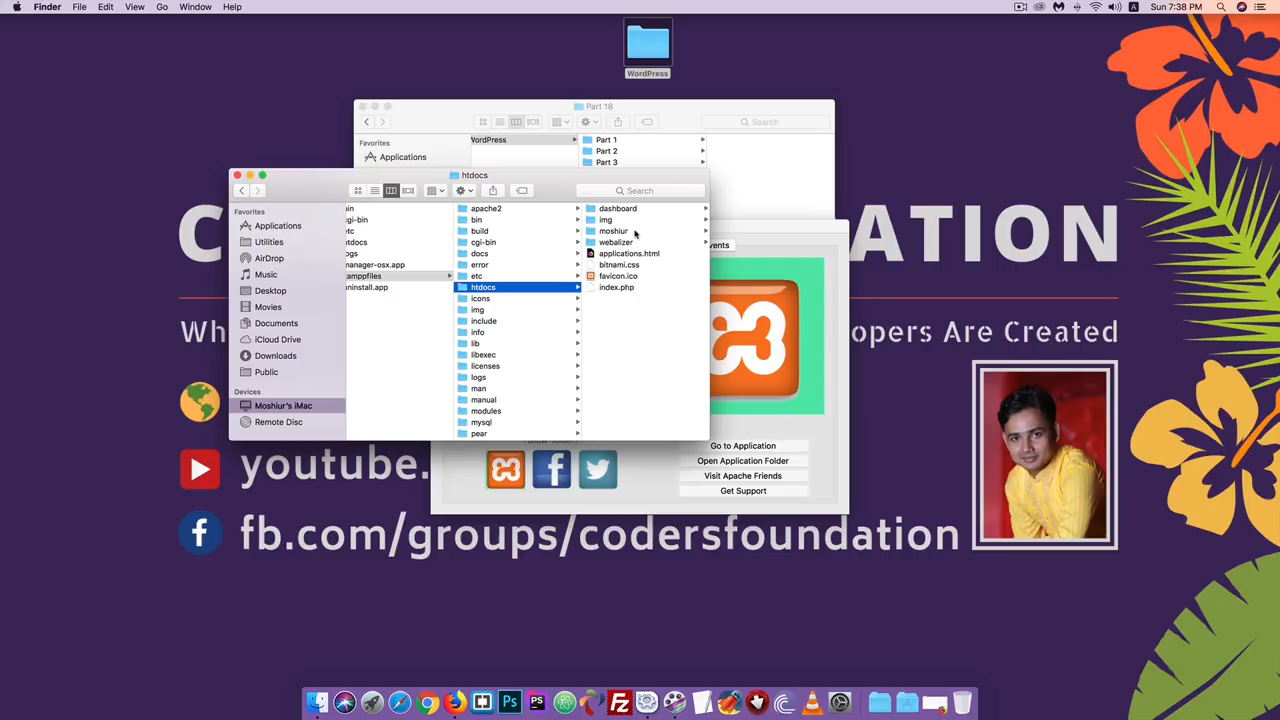 Finder File Edit View Go Window Help
Sun 7:38 PM
WordPress
Part 18
Search
Favorites
Applications
WordPress
Part 1
Part 2
Part 3
htdocs
Search
Favorites
Applications
Utilities
AirDrop
Music
Desktop
Movies
Documents
iCloud Drive
Downloads
Public
Devices
Moshiur's iMac
Remote Disc
bin
cgi-bin
etc
htdocs
logs
manager-osx.app
xamppfiles
uninstall.app
apache2
bin
build
cgi-bin
docs
error
etc
htdocs
icons
img
include
info
lib
libexec
licenses
logs
man
manual
modules
mysql
pear
dashboard
img
moshiur
webalizer
applications.html
bitnami.css
favicon.ico
index.php
vents
Go to Application
Open Application Folder
Visit Apache Friends
Get Support
C
ATION
Wh
opers Are Created
youtube.
fb.com/groups/codersfoundation